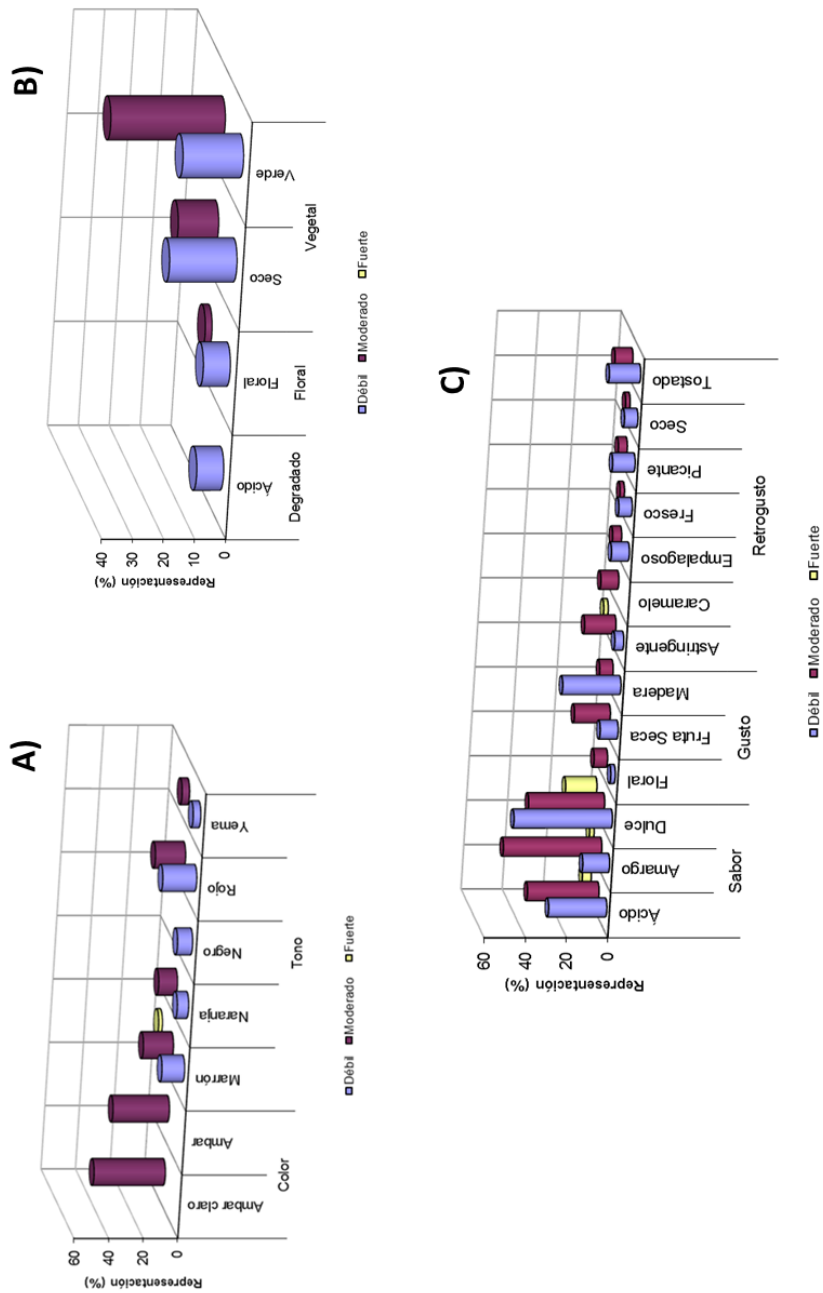 A)
Representación (%)
60
40
20
0
Ambar claro
Ambar
Marrón
Naranja
Negro
Rojo
Yema
Color
Tono
Débil Moderado Fuerte
B)
Representación (%)
40
30
20
10
0
Ácido
Floral
Seco
Verde
Degradado
Floral
Vegetal
Débil Moderado Fuerte
C)
Representación (%)
60
40
20
0
Ácido
Amargo
Dulce
Floral
Fruta Seca
Madera
Astringente
Caramelo
Empalagoso
Fresco
Picante
Seco
Tostado
Sabor
Gusto
Retrogusto
Débil Moderado Fuerte